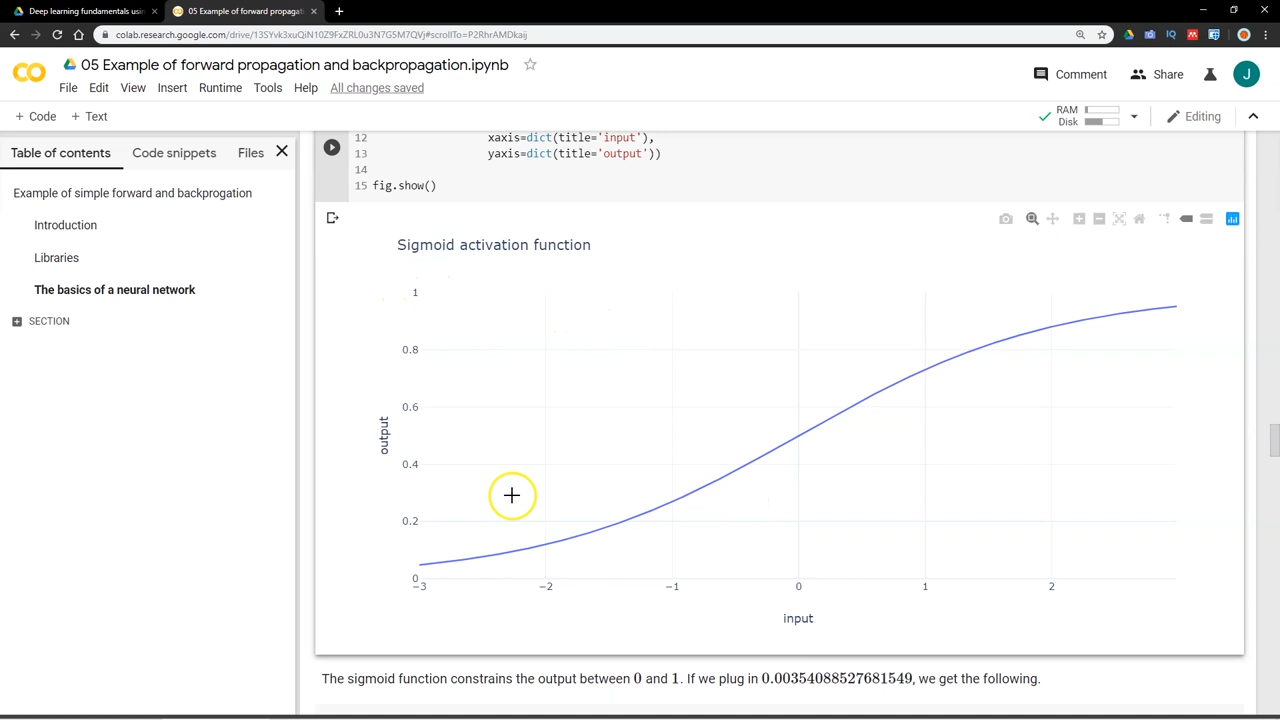 Deep learning fundamentals usin
05 Example of forward propagati
colab.research.google.com/drive/13SYvk3xuQiN10Z9FxZRL0u3N7G5M7QVj#scrollTo=P2RhrAMDkaij
05 Example of forward propagation and backpropagation.ipynb
File Edit View Insert Runtime Tools Help All changes saved
Comment Share J
+ Code + Text
RAM
Disk
Editing
Table of contents Code snippets Files
Example of simple forward and backprogation
Introduction
Libraries
The basics of a neural network
SECTION
12 xaxis=dict(title='input'),
13 yaxis=dict(title='output'))
14
15 fig.show()
Sigmoid activation function
1
0.8
0.6
0.4
0.2
0
output
−3 −2 −1 0 1 2
input
The sigmoid function constrains the output between 0 and 1. If we plug in 0.00354088527681549, we get the following.